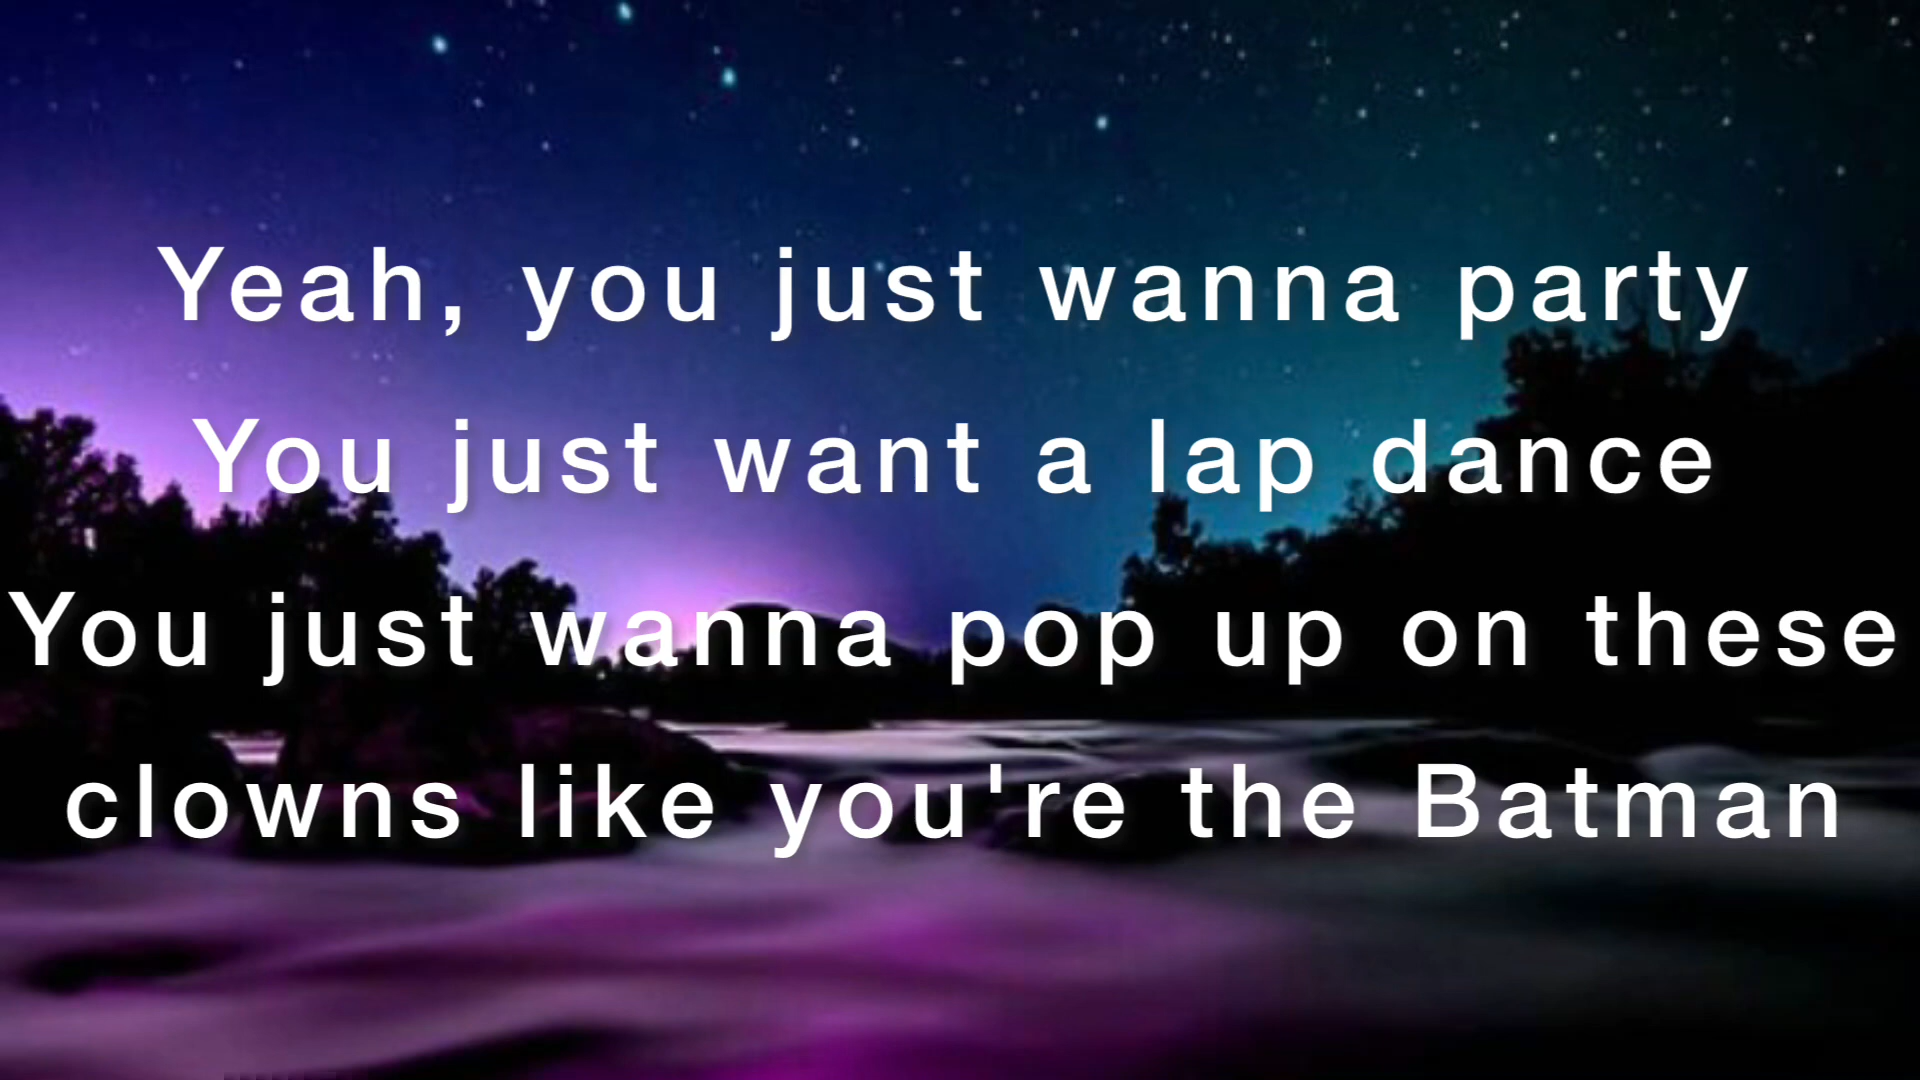 Yeah, you just wanna party
You just want a lap dance
You just wanna pop up on these
clowns like you're the Batman